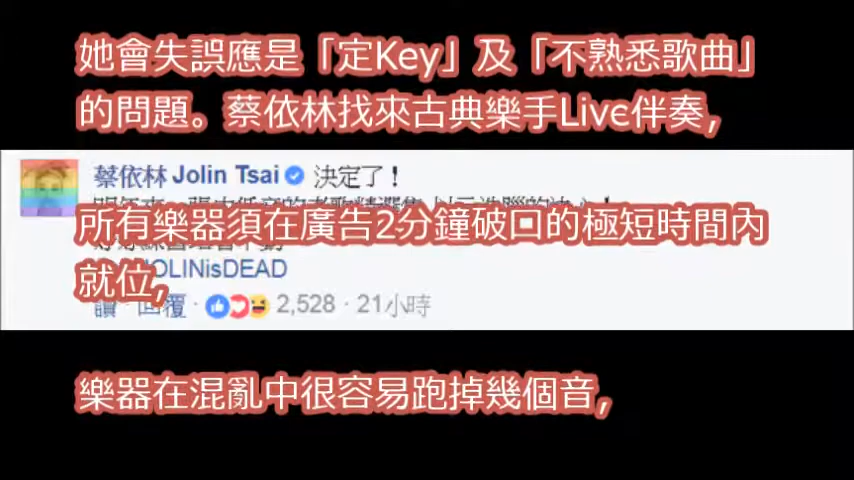 她會失誤應是「定Key」及「不熟悉歌曲」
的問題。蔡依林找來古典樂手Live伴奏,
蔡依林 Jolin Tsai 決定了!
所有樂器須在廣告2分鐘破口的極短時間內
OLINisDEAD
就位,
讚 · 回覆 · 2,528 · 21小時
樂器在混亂中很容易跑掉幾個音,